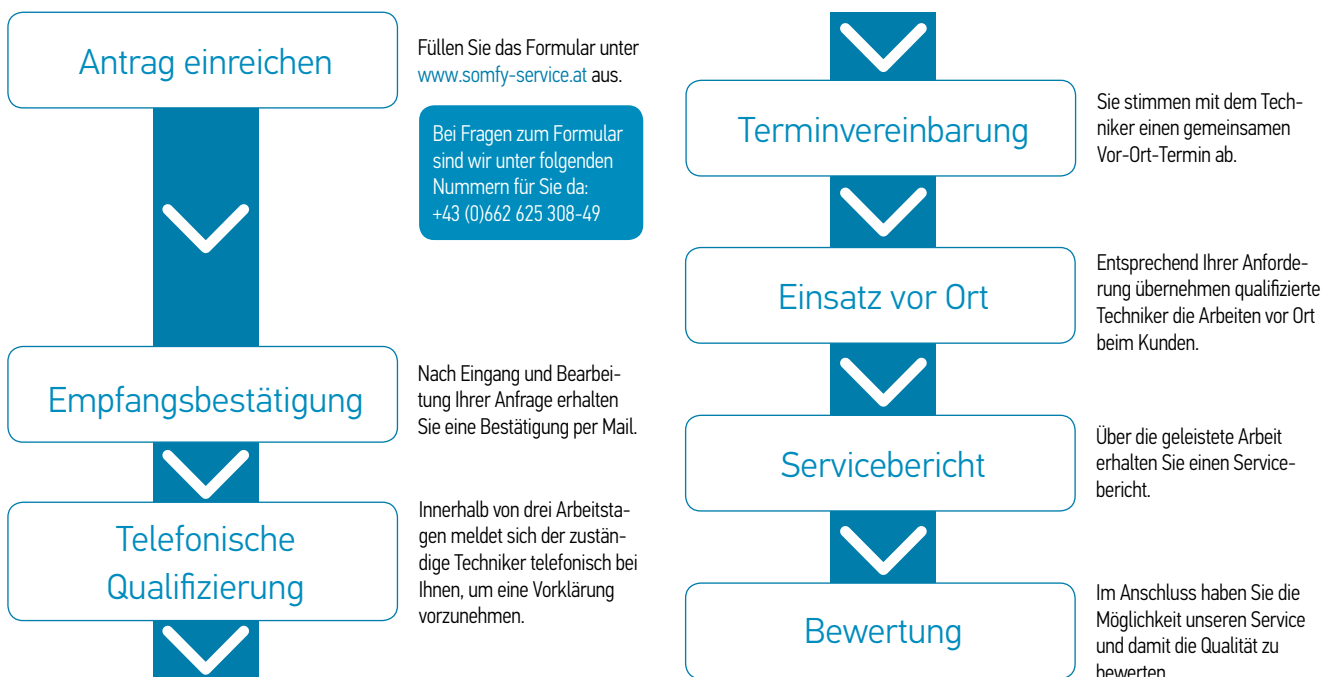 Antrag einreichen
Füllen Sie das Formular unter
www.somfy-service.at aus.
Bei Fragen zum Formular
sind wir unter folgenden
Nummern für Sie da:
+43 (0)662 625 308-49
Empfangsbestätigung
Nach Eingang und Bearbei-
tung Ihrer Anfrage erhalten
Sie eine Bestätigung per Mail.
Telefonische
Qualifizierung
Innerhalb von drei Arbeitsta-
gen meldet sich der zustän-
dige Techniker telefonisch bei
Ihnen, um eine Vorklärung
vorzunehmen.
Terminvereinbarung
Sie stimmen mit dem Tech-
niker einen gemeinsamen
Vor-Ort-Termin ab.
Einsatz vor Ort
Entsprechend Ihrer Anforde-
rung übernehmen qualifizierte
Techniker die Arbeiten vor Ort
beim Kunden.
Servicebericht
Über die geleistete Arbeit
erhalten Sie einen Service-
bericht.
Bewertung
Im Anschluss haben Sie die
Möglichkeit unseren Service
und damit die Qualität zu
bewerten.